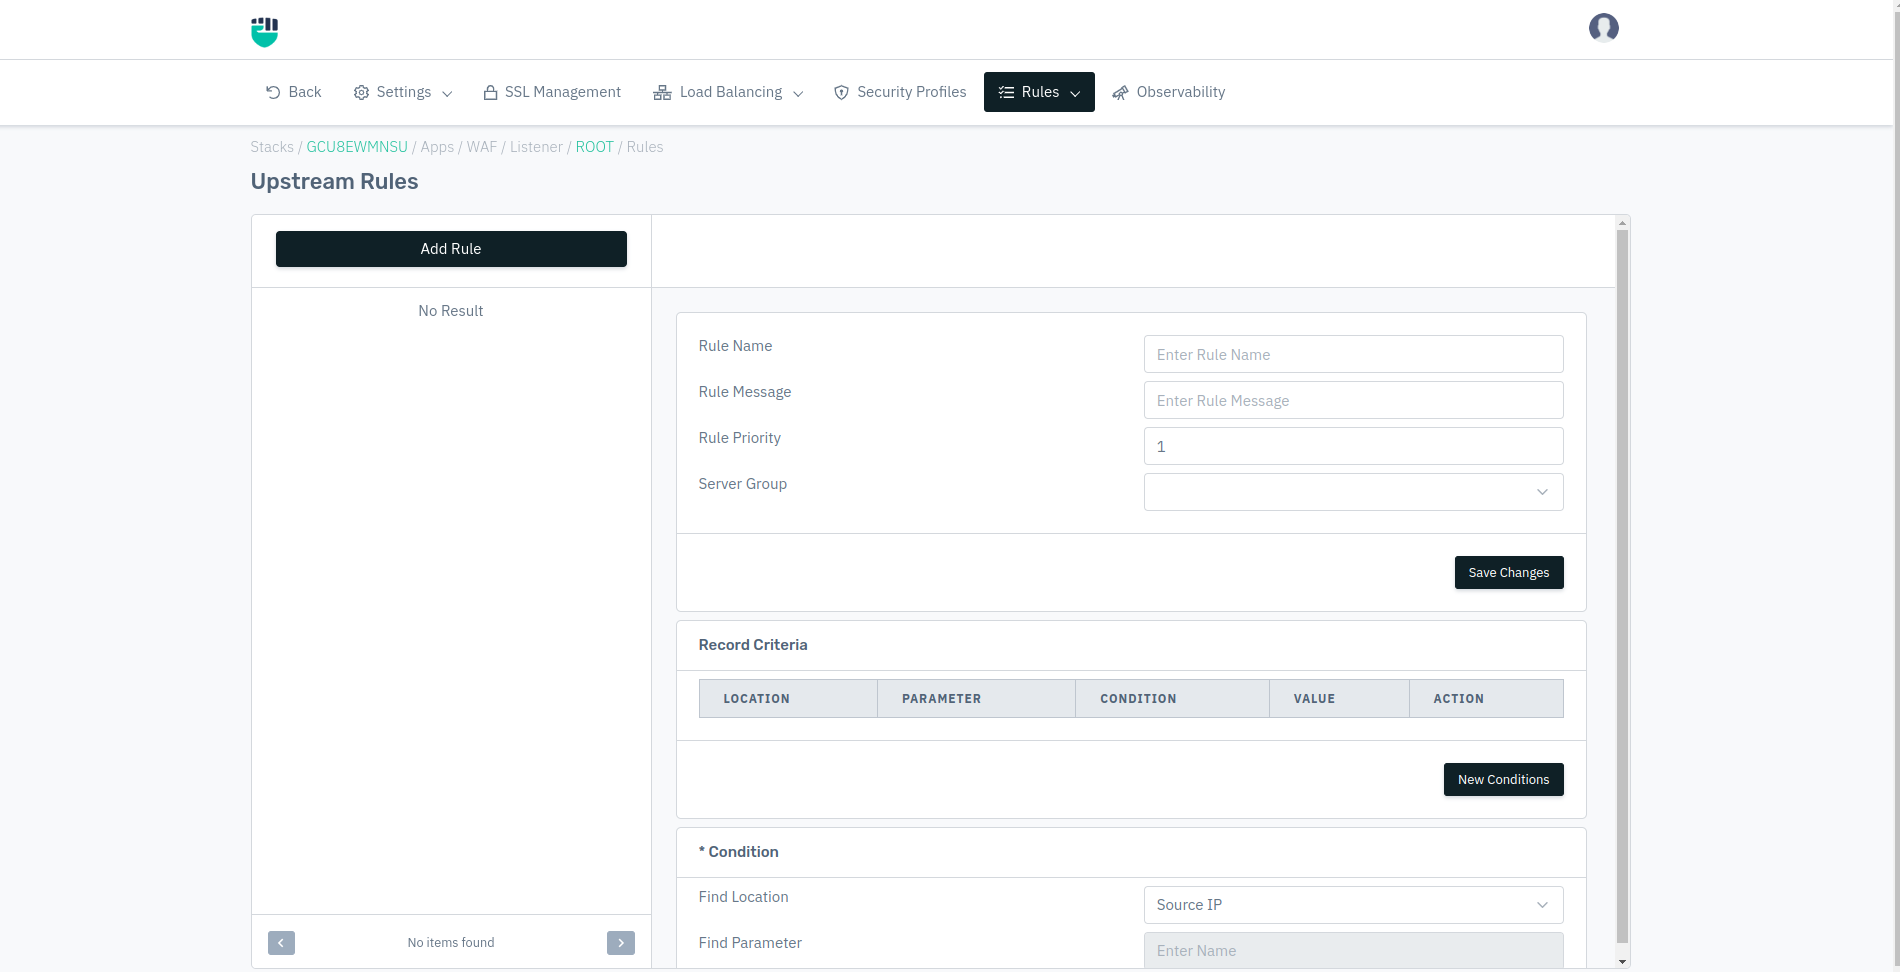 Back Settings SSL Management Load Balancing Security Profiles Rules Observability
Stacks / GCU8EWMNSU / Apps / WAF / Listener / ROOT / Rules
Upstream Rules
Add Rule
No Result
No items found
Rule Name
Enter Rule Name
Rule Message
Enter Rule Message
Rule Priority
1
Server Group
Save Changes
Record Criteria
LOCATION PARAMETER CONDITION VALUE ACTION
New Conditions
* Condition
Find Location
Source IP
Find Parameter
Enter Name